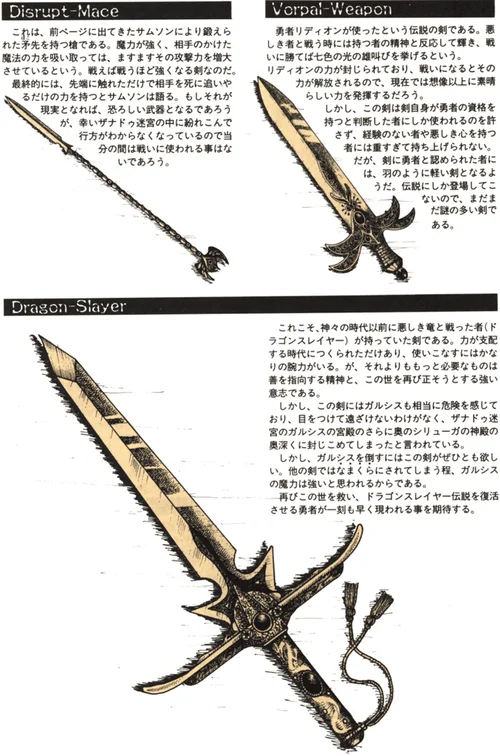 Disrupt-Mace
これは、前ページに出てきたサムソンにより鍛えら
れた矛先を持つ槍である。魔力が強く、相手のかけた
魔法の力を吸い取っては、ますますその攻撃力を増大
させているという。戦えば戦うほど強くなる剣なのだ。
最終的には、先端に触れただけで相手を死に追いや
るだけの力を持つとサムソンは語る。もしそれが
現実となれば、恐ろしい武器となるであろう
が、幸いザナドゥ迷宮の中に紛れこんで
行方がわからなくなっているので当
分の間は戦いに使われる事はな
いであろう。
Vorpal-Weapon
勇者リディオンが使ったという伝説の剣である。悪
しき者と戦う時には持つ者の精神と反応して輝き、戦
いに勝てば七色の光の雄叫びを挙げるという。
リディオンの力が封じられており、戦いになるとその
力が解放されるので、現在では想像以上に素晴
らしい力を発揮するだろう。
しかし、この剣は剣自身が勇者の資格を
持つと判断した者にしか使われるのを許
さず、経験のない者や悪しき心を持つ
者には重すぎて持ち上げられない。
だが、剣に勇者と認められた者に
は、羽のように軽い剣となるよ
うだ。伝説にしか登場してこ
ないので、まだま
だ謎の多い剣で
ある。
Dragon-Slayer
これこそ、神々の時代以前に悪しき竜と戦った者(ド
ラゴンスレイヤー)が持っていた剣である。力が支配
する時代につくられただけあり、使いこなすにはかな
りの腕力がいる。が、それよりももっと必要なものは
善を指向する精神と、この世を再び正そうとする強い
意志である。
しかし、この剣にはガルシスも相当に危険を感じて
おり、目をつけて遠ざけないわけがなく、ザナドゥ迷
宮のガルシスの宮殿のさらに奥のシリューガの神殿の
奥深くに封じこめてしまったと言われている。
しかし、ガルシスを倒すにはこの剣がぜひとも欲し
い。他の剣ではなまくらにされてしまう程、ガルシス
の魔力は強いと思われるからである。
再びこの世を救い、ドラゴンスレイヤー伝説を復活
させる勇者が一刻も早く現われる事を期待する。